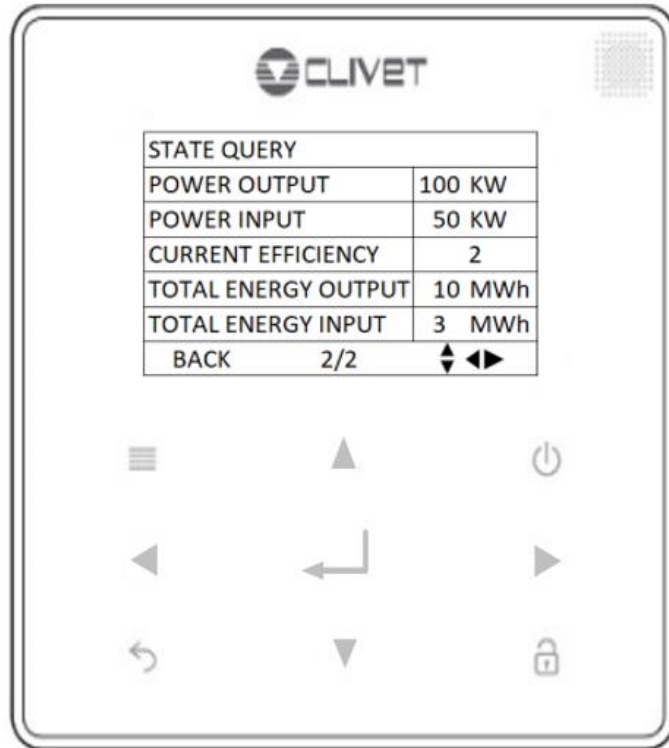 CLIVET
STATE QUERY
POWER OUTPUT 100 KW
POWER INPUT 50 KW
CURRENT EFFICIENCY 2
TOTAL ENERGY OUTPUT 10 MWh
TOTAL ENERGY INPUT 3 MWh
BACK 2/2